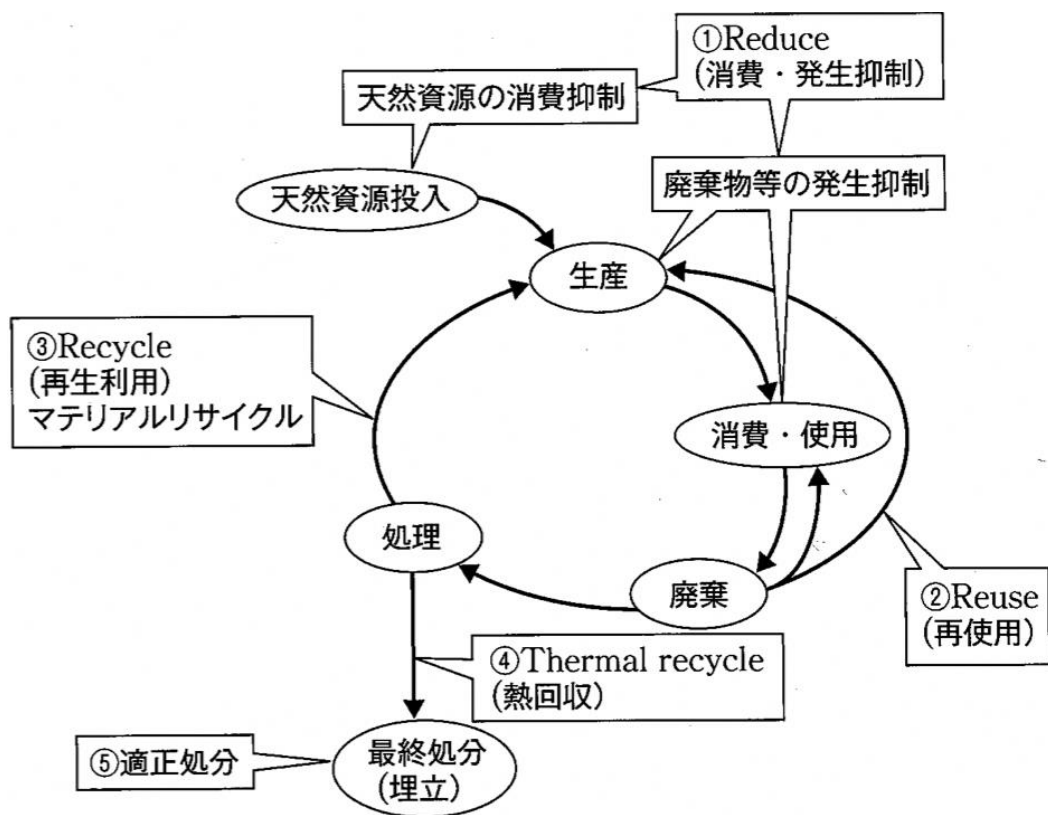 ①Reduce
(消費・発生抑制)
天然資源の消費抑制
廃棄物等の発生抑制
天然資源投入
生産
③Recycle
(再生利用)
マテリアルリサイクル
消費・使用
処理
廃棄
②Reuse
(再使用)
④Thermal recycle
(熱回収)
⑤適正処分
最終処分
(埋立)